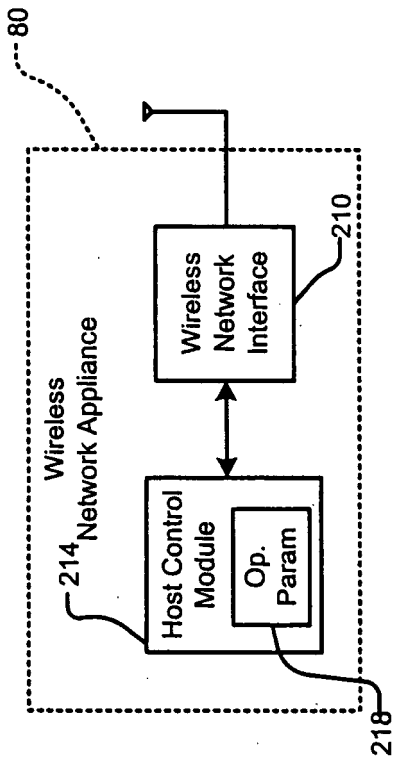 80
Wireless
Network Appliance
214
Host Control
Module
Op.
Param
218
Wireless
Network
Interface
210